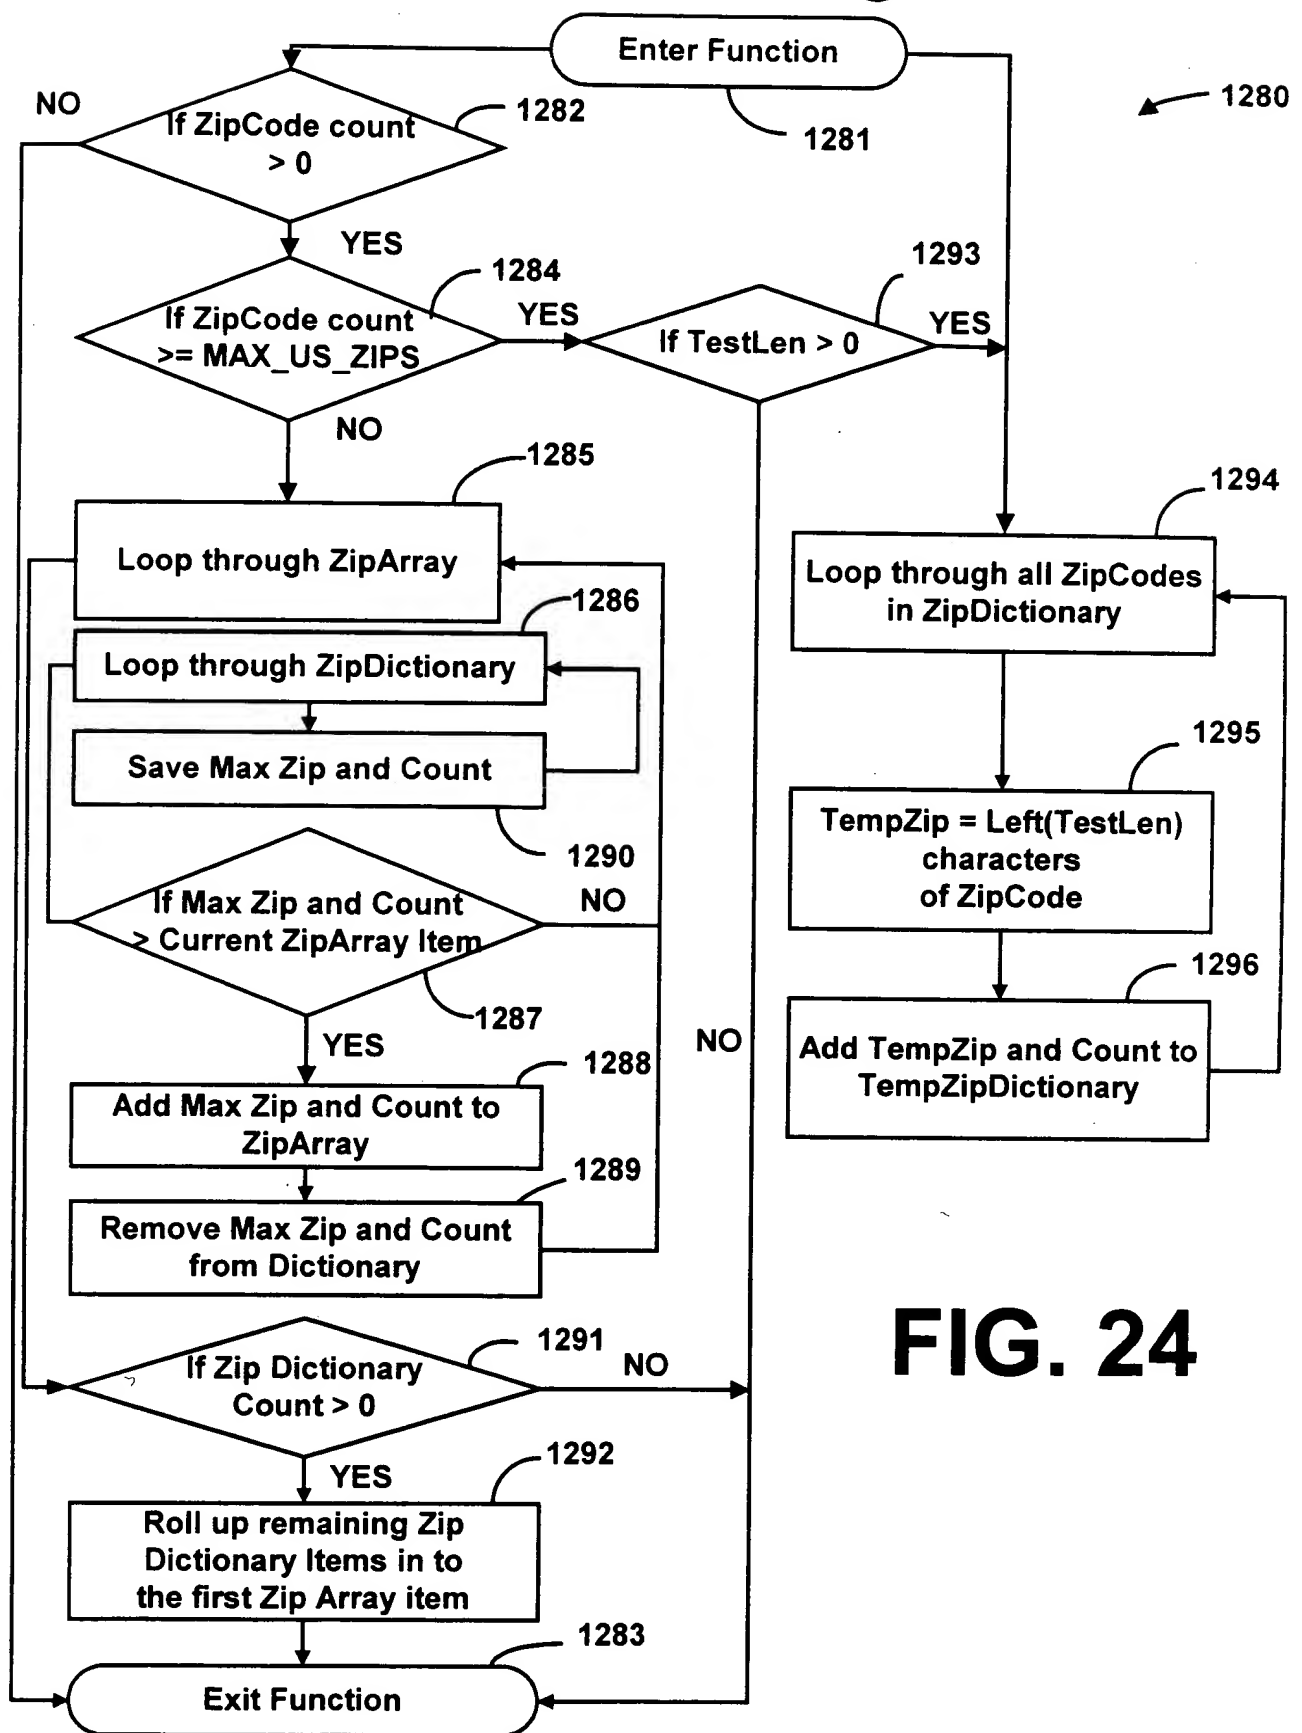 Enter Function
1280
1281
NO
If ZipCode count
> 0
1282
YES
If ZipCode count
>= MAX_US_ZIPS
1284
YES
If TestLen > 0
1293
YES
NO
1285
Loop through ZipArray
1286
Loop through ZipDictionary
Save Max Zip and Count
1290
If Max Zip and Count
> Current ZipArray Item
NO
1287
YES
1288
Add Max Zip and Count to
ZipArray
1289
Remove Max Zip and Count
from Dictionary
NO
1294
Loop through all ZipCodes
in ZipDictionary
1295
TempZip = Left(TestLen)
characters
of ZipCode
1296
Add TempZip and Count to
TempZipDictionary
If Zip Dictionary
Count > 0
1291
NO
YES
1292
Roll up remaining Zip
Dictionary Items in to
the first Zip Array item
1283
Exit Function
FIG. 24